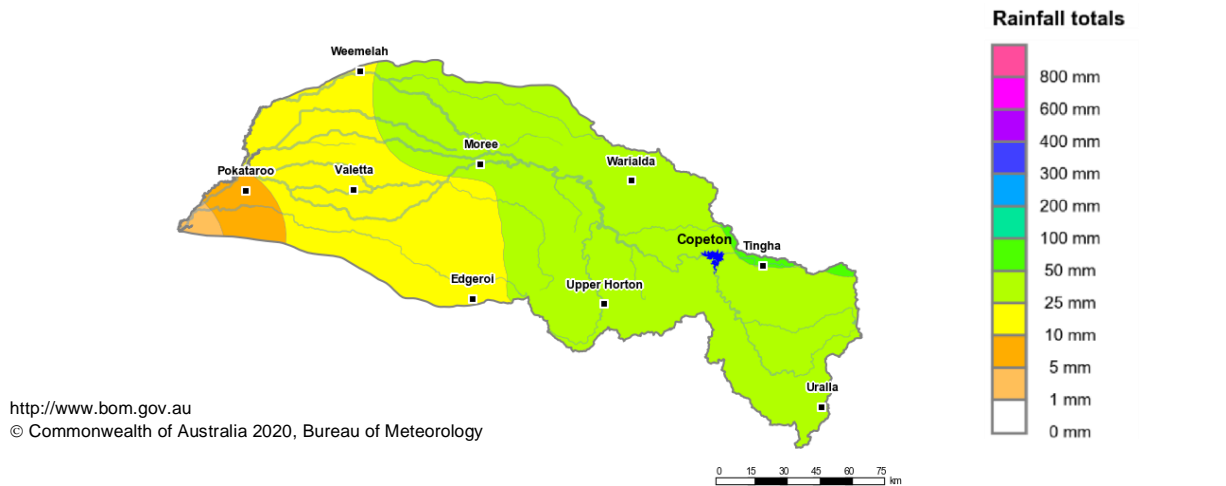 Rainfall totals
Weemelah
800 mm
600 mm
400 mm
Moree
Warialda
300 mm
Pokataroo
Valetta
200 mm
100 mm
Copeton
Tingha
50 mm
Edgeroi
Upper Horton
25 mm
10 mm
5 mm
Uralla
1 mm
http://www.bom.gov.au
0 mm
© Commonwealth of Australia 2020, Bureau of Meteorology
0 15 30 45 60 75
km